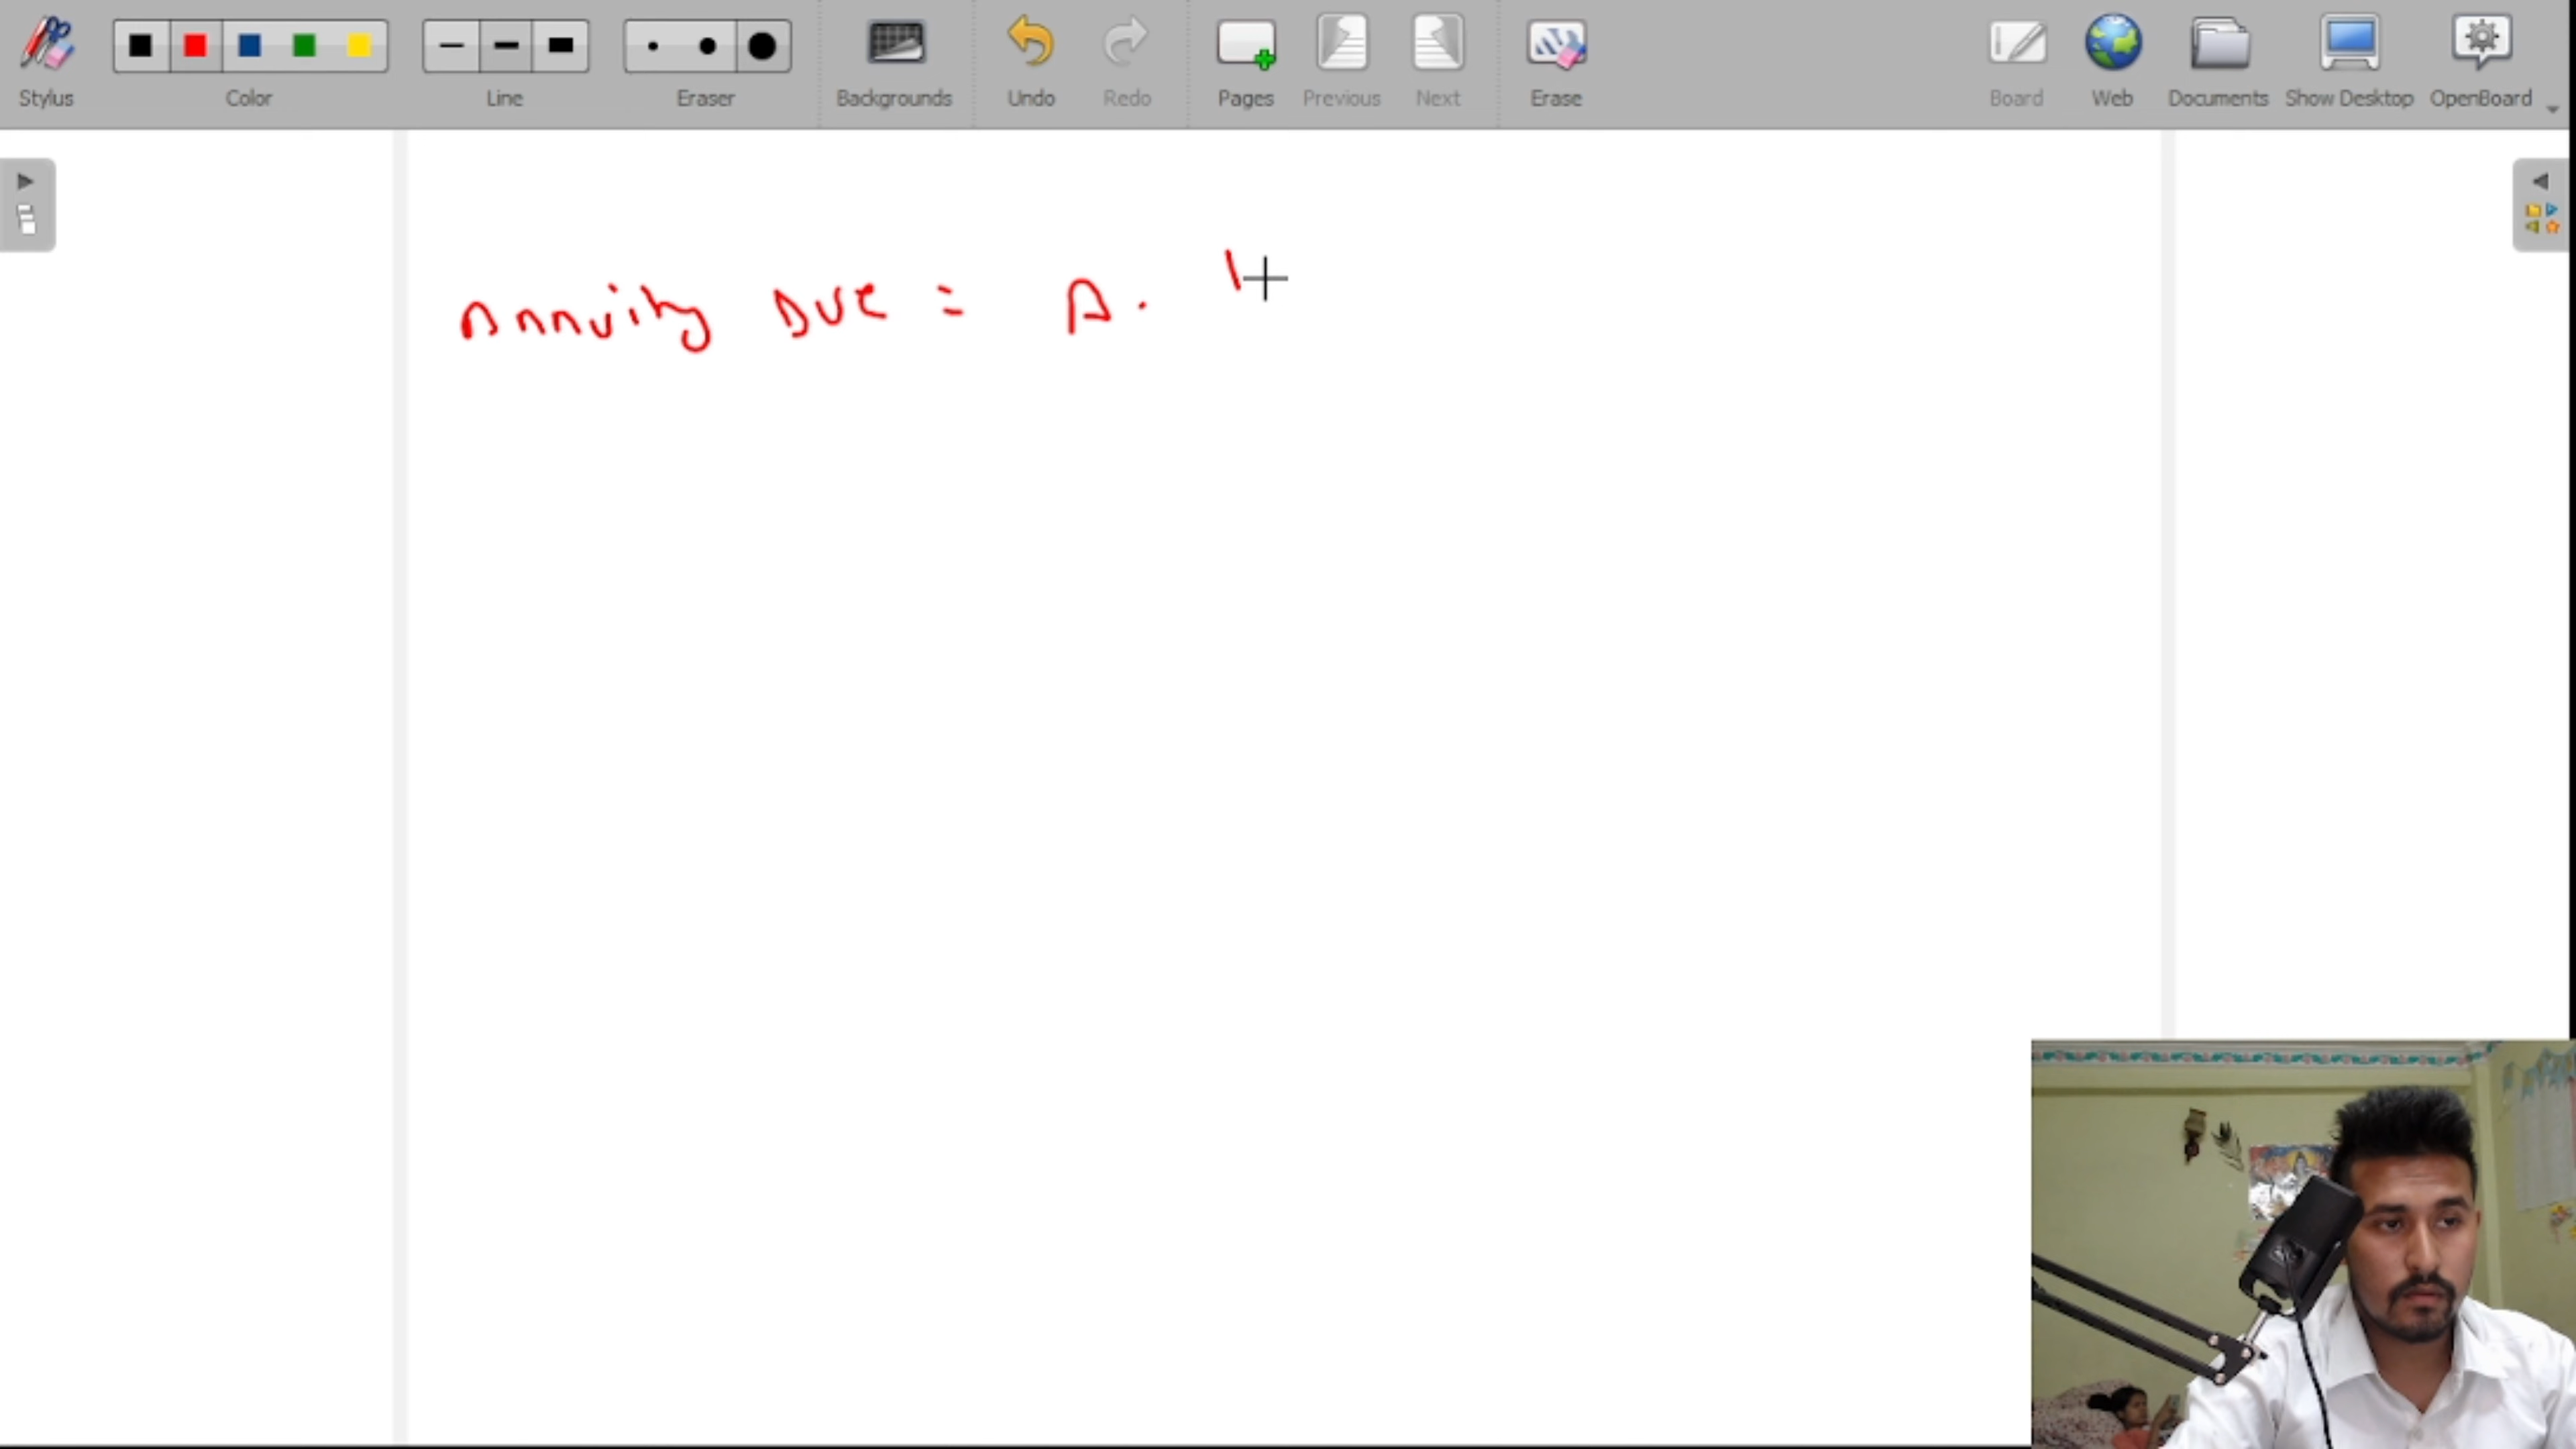 Stylus Color Line Eraser Backgrounds Undo Redo Pages Previous Next Erase Board Web Documents Show Desktop OpenBoard
Annuity Due = A. 1